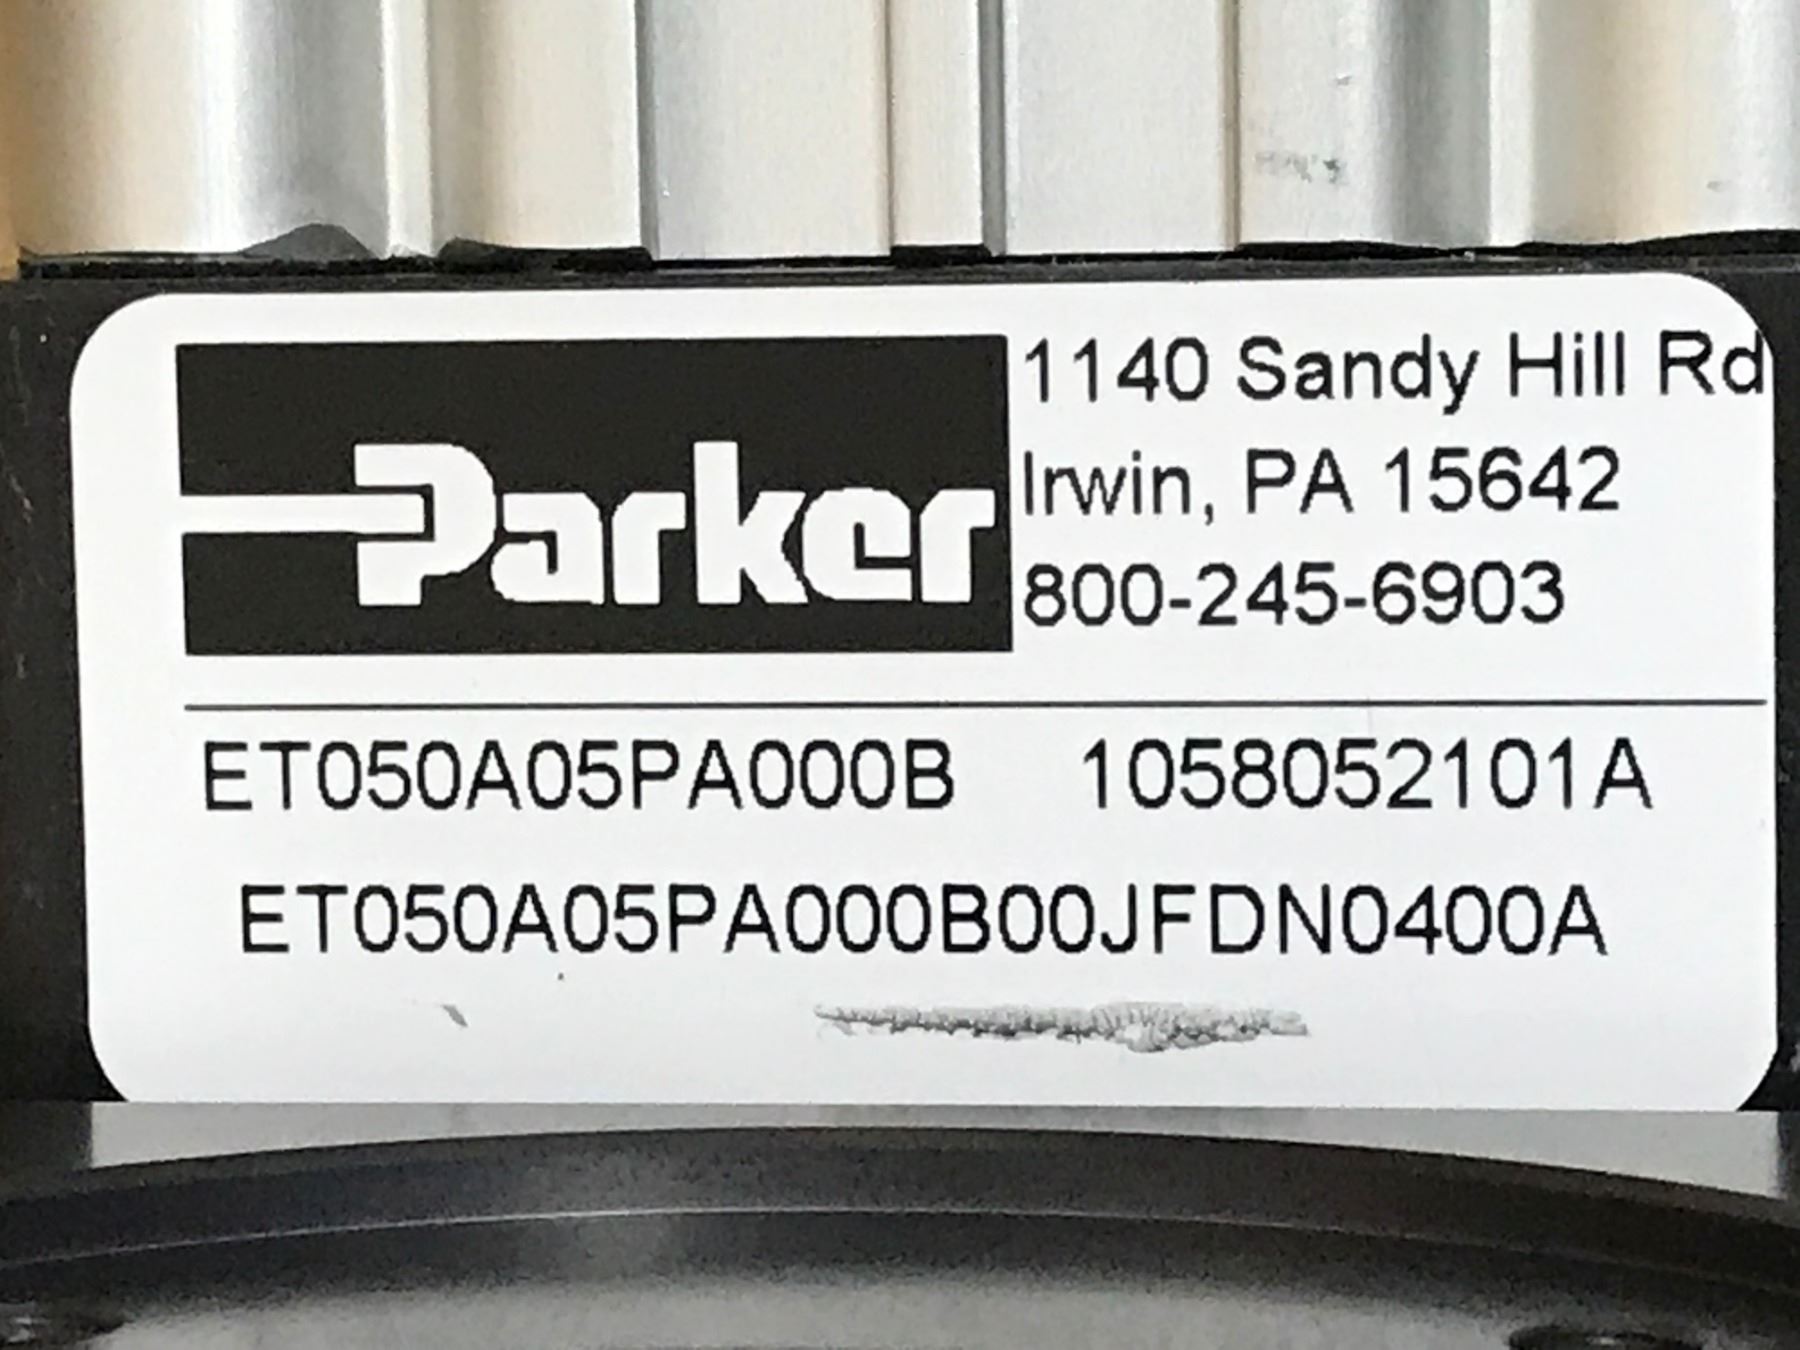 Parker
1140 Sandy Hill Rd
Irwin, PA 15642
800-245-6903
ET050A05PA000B 1058052101A
ET050A05PA000B00JFDN0400A